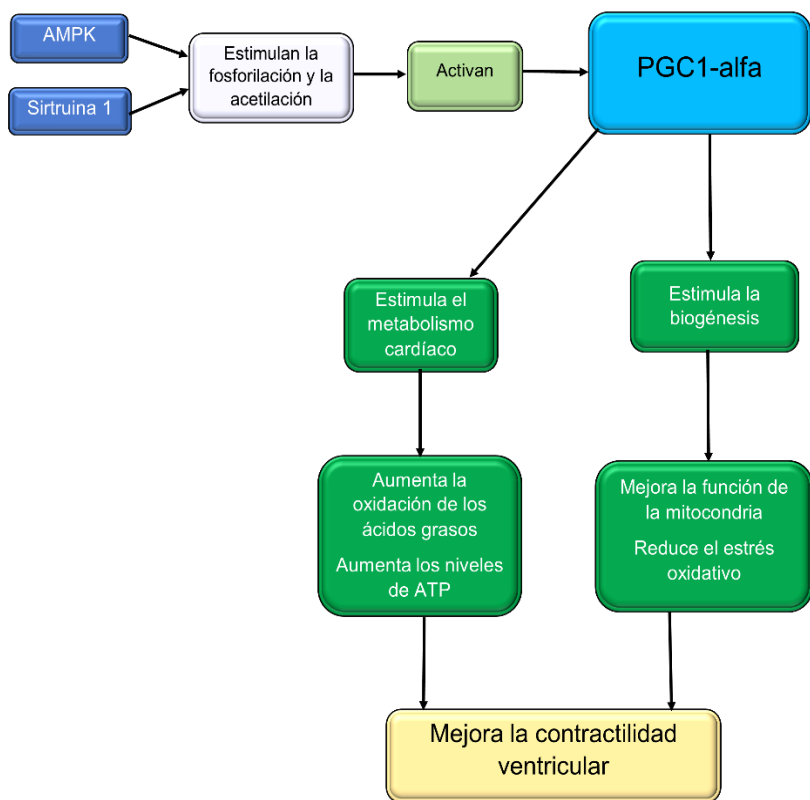 AMPK
Sirtruina 1
Estimulan la
fosforilación y la
acetilación
Activan
PGC1-alfa
Estimula el
metabolismo
cardíaco
Estimula la
biogénesis
Aumenta la
oxidación de los
ácidos grasos
Aumenta los niveles
de ATP
Mejora la función de
la mitocondria
Reduce el estrés
oxidativo
Mejora la contractilidad
ventricular